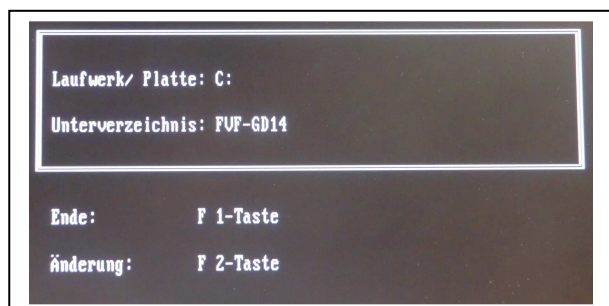 Laufwerk/ Platte: C:
Unterverzeichnis: FVF-GD14
Ende: F 1-Taste
Änderung: F 2-Taste